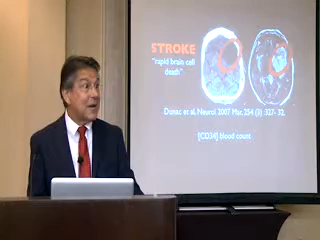 STROKE
"rapid brain cell
death"
Dunac et al. Neurol 2007 Mar. 254 (3) :327- 32.
[CD34] blood count